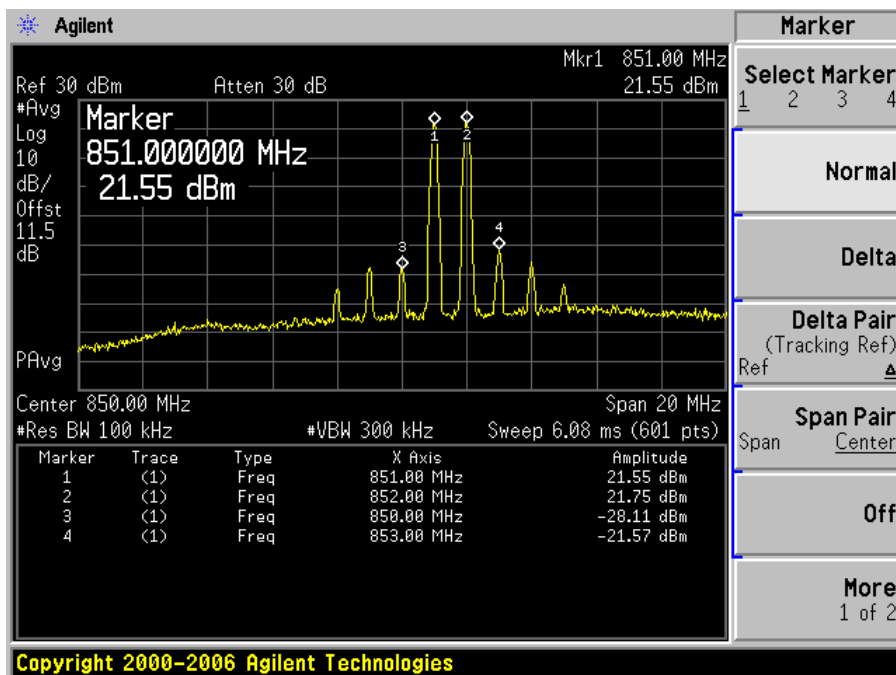 Agilent
Marker
Mkr1 851.00 MHz
Ref 30 dBm Atten 30 dB 21.55 dBm
#Avg
Log
10
dB/
Offst
11.5
dB
PAvg
Marker
851.000000 MHz
21.55 dBm
1
2
3
4
Center 850.00 MHz Span 20 MHz
#Res BW 100 kHz #VBW 300 kHz Sweep 6.08 ms (601 pts)
Marker Trace Type X Axis Amplitude
1 (1) Freq 851.00 MHz 21.55 dBm
2 (1) Freq 852.00 MHz 21.75 dBm
3 (1) Freq 850.00 MHz -28.11 dBm
4 (1) Freq 853.00 MHz -21.57 dBm
Select Marker
1 2 3 4
Normal
Delta
Delta Pair
(Tracking Ref)
Ref Δ
Span Pair
Span Center
Off
More
1 of 2
Copyright 2000-2006 Agilent Technologies